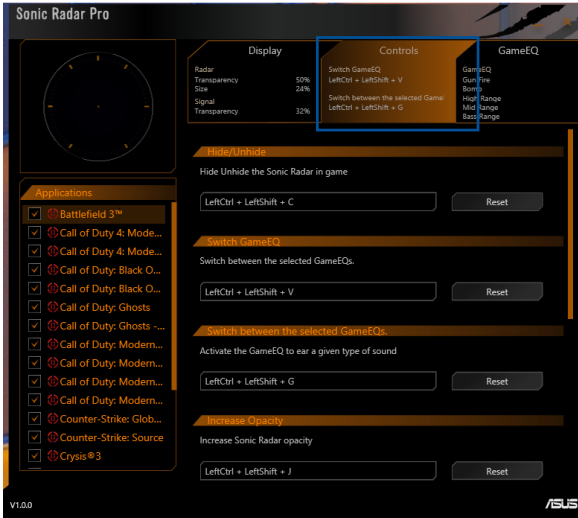 Sonic Radar Pro
Display
Radar
Transparency 50%
Size 24%
Signal
Transparency 32%
Controls
Switch GameEQ
LeftCtrl + LeftShift + V
Switch between the selected Game
LeftCtrl + LeftShift + G
GameEQ
GameEQ
Gun Fire
Bomb
High Range
Mid Range
Bass Range
Applications
Battlefield 3™
Call of Duty 4: Mode...
Call of Duty 4: Mode...
Call of Duty: Black O...
Call of Duty: Black O...
Call of Duty: Ghosts
Call of Duty: Ghosts -...
Call of Duty: Modern...
Call of Duty: Modern...
Call of Duty: Modern...
Call of Duty: Modern...
Counter-Strike: Glob...
Counter-Strike: Source
Crysis®3
Hide/Unhide
Hide Unhide the Sonic Radar in game
LeftCtrl + LeftShift + C Reset
Switch GameEQ
Switch between the selected GameEQs.
LeftCtrl + LeftShift + V Reset
Switch between the selected GameEQs.
Activate the GameEQ to ear a given type of sound
LeftCtrl + LeftShift + G Reset
Increase Opacity
Increase Sonic Radar opacity
LeftCtrl + LeftShift + J Reset
V1.0.0
ASUS